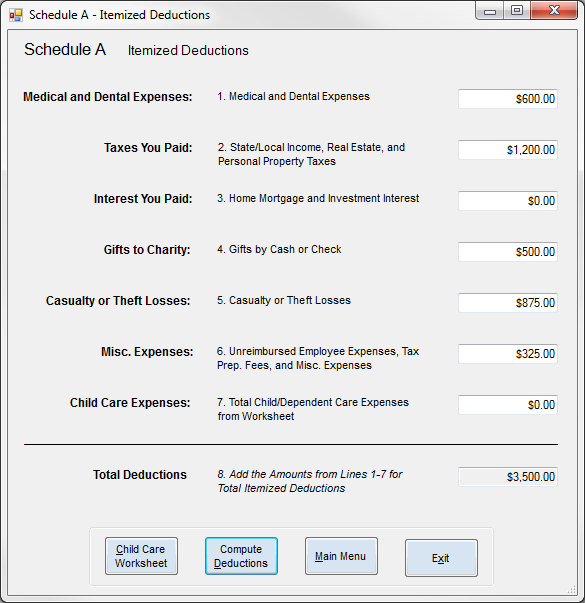 Schedule A - Itemized Deductions
Schedule A Itemized Deductions
Medical and Dental Expenses: 1. Medical and Dental Expenses $600.00
Taxes You Paid: 2. State/Local Income, Real Estate, and $1,200.00
Personal Property Taxes
Interest You Paid: 3. Home Mortgage and Investment Interest $0.00
Gifts to Charity: 4. Gifts by Cash or Check $500.00
Casualty or Theft Losses: 5. Casualty or Theft Losses $875.00
Misc. Expenses: 6. Unreimbursed Employee Expenses, Tax $325.00
Prep. Fees, and Misc. Expenses
Child Care Expenses: 7. Total Child/Dependent Care Expenses $0.00
from Worksheet
Total Deductions 8. Add the Amounts from Lines 1-7 for $3,500.00
Total Itemized Deductions
Child Care
Worksheet
Compute
Deductions
Main Menu
Exit